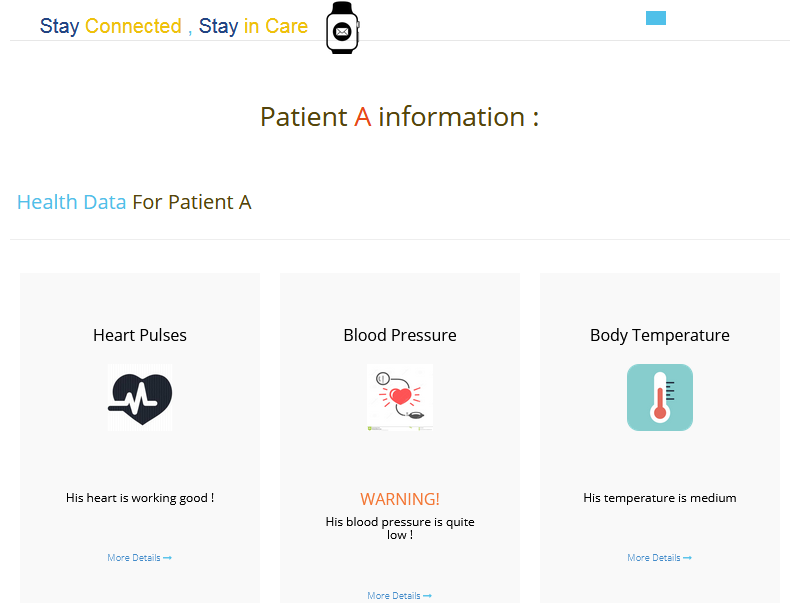 Stay Connected , Stay in Care
Patient A information :
Health Data For Patient A
Heart Pulses
His heart is working good !
More Details →
Blood Pressure
WARNING!
His blood pressure is quite
low !
More Details →
Body Temperature
His temperature is medium
More Details →